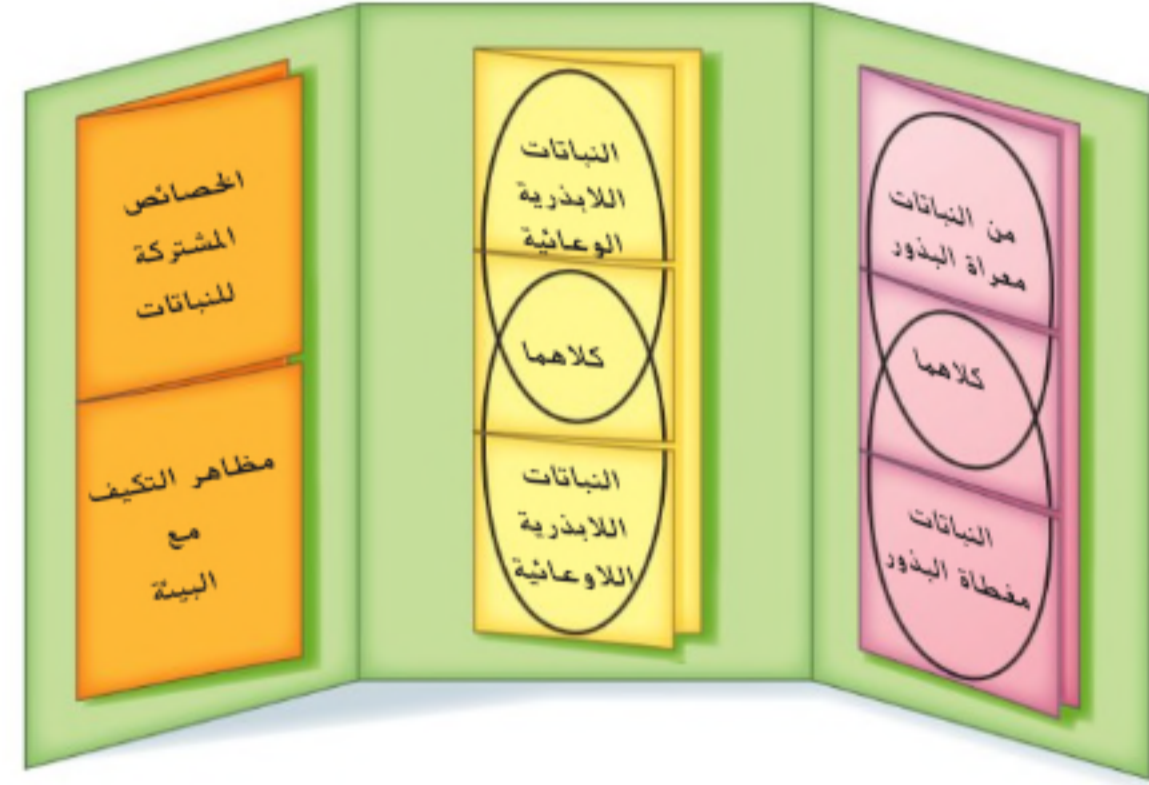 من النباتات
معراة البذور
كلاهما
النباتات
مغطاة البذور
النباتات
اللابذرية
الوعائية
كلاهما
النباتات
اللابذرية
اللاوعائية
الخصائص
المشتركة
للنباتات
مظاهر التكيف
مع
البيئة